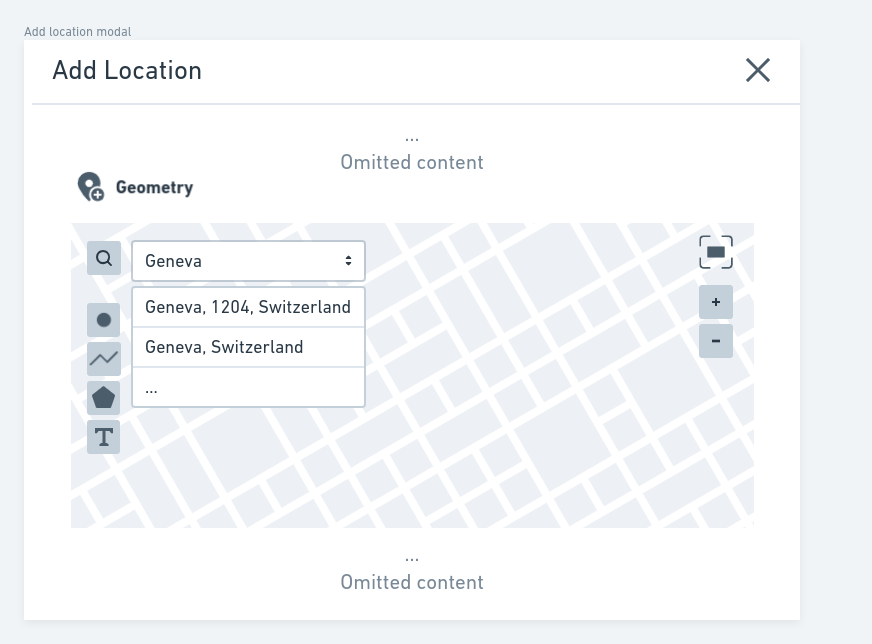 Add location modal
Add Location
...
Omitted content
Geometry
Geneva
Geneva, 1204, Switzerland
Geneva, Switzerland
...
+
-
T
...
Omitted content